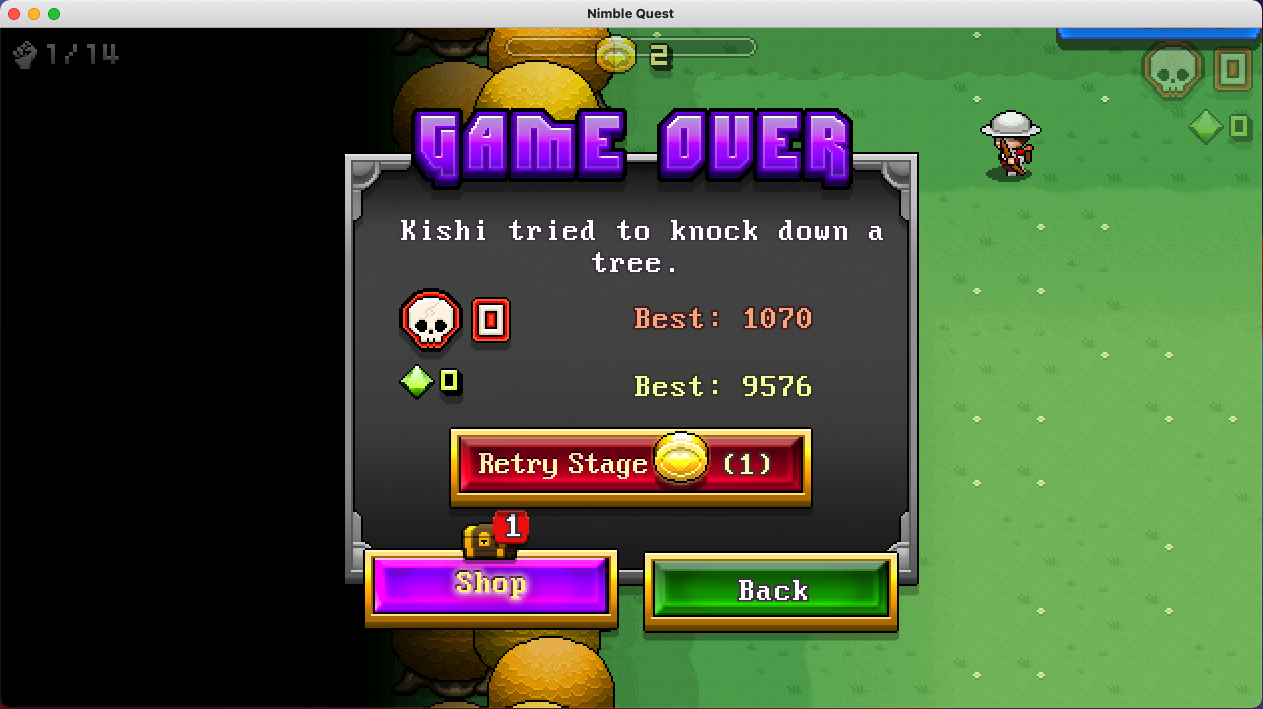 Nimble Quest
1/14
2
0
0
GAME OVER
Kishi tried to knock down a
tree.
0
Best: 1070
0
Best: 9576
Retry Stage (1)
1
Shop
Back